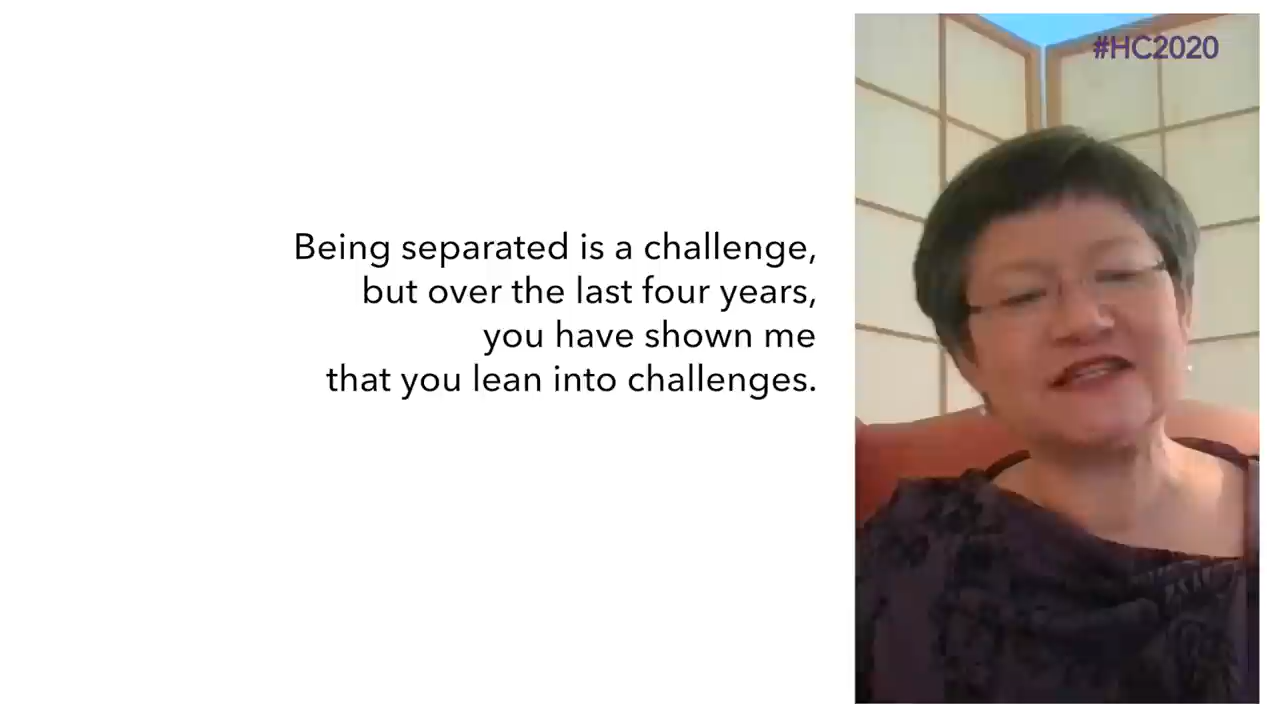 Being separated is a challenge,
but over the last four years,
you have shown me
that you lean into challenges.
#HC2020